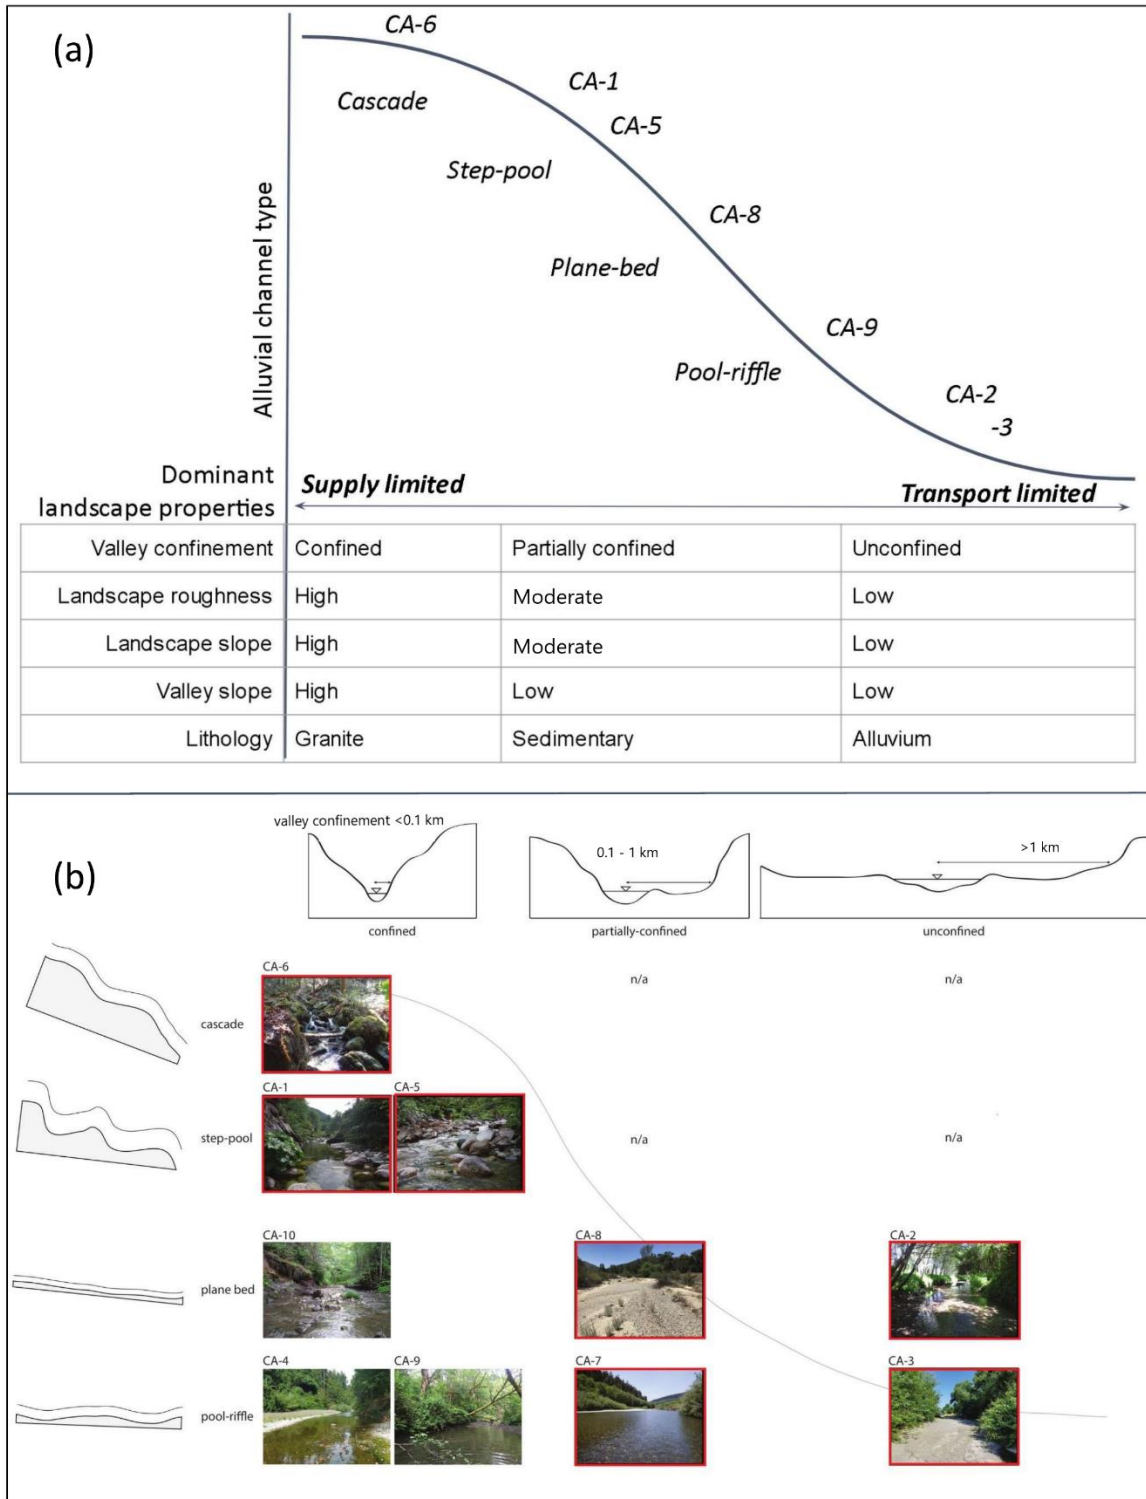 (a)
CA-6
CA-1
Cascade
CA-5
Step-pool
CA-8
Plane-bed
CA-9
Pool-riffle
CA-2
-3
Alluvial channel type
Dominant
landscape properties
Supply limited
Transport limited
Valley confinement Confined Partially confined Unconfined
Landscape roughness High Moderate Low
Landscape slope High Moderate Low
Valley slope High Low Low
Lithology Granite Sedimentary Alluvium
(b)
valley confinement <0.1 km
0.1 - 1 km
>1 km
confined partially-confined unconfined
CA-6
n/a n/a
cascade
CA-1 CA-5
step-pool
n/a n/a
CA-10 CA-8 CA-2
plane bed
CA-4 CA-9 CA-7 CA-3
pool-riffle